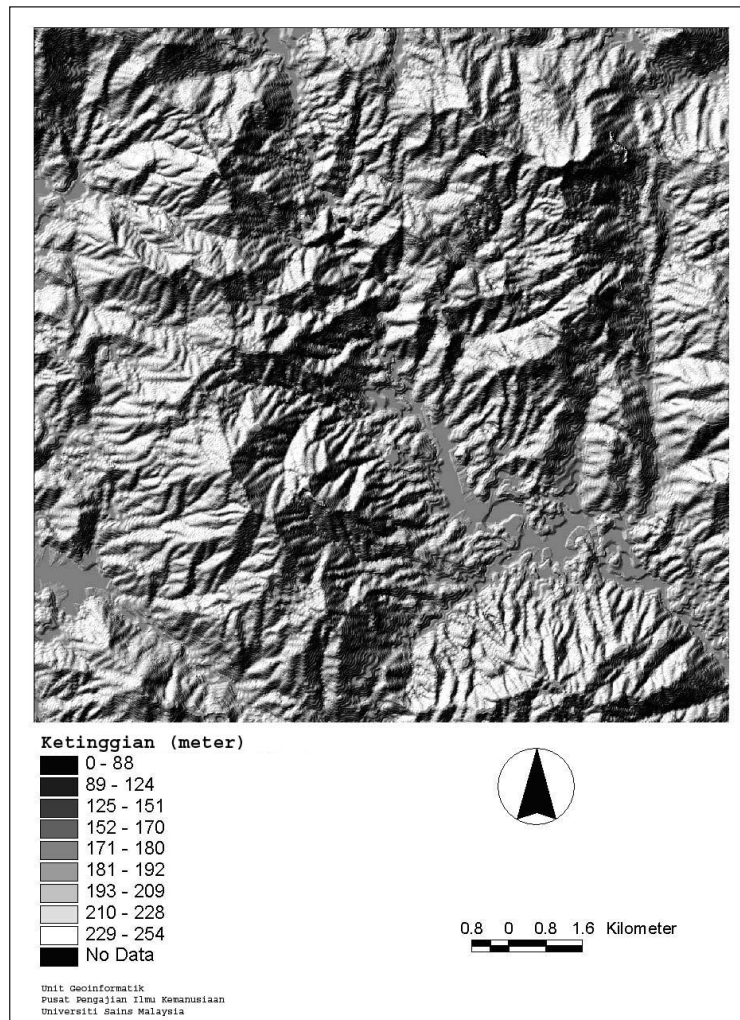 Ketinggian (meter)
0 - 88
89 - 124
125 - 151
152 - 170
171 - 180
181 - 192
193 - 209
210 - 228
229 - 254
No Data
0.8 0 0.8 1.6 Kilometer
Unit Geoinformatik
Pusat Pengajian Ilmu Kemanusiaan
Universiti Sains Malaysia